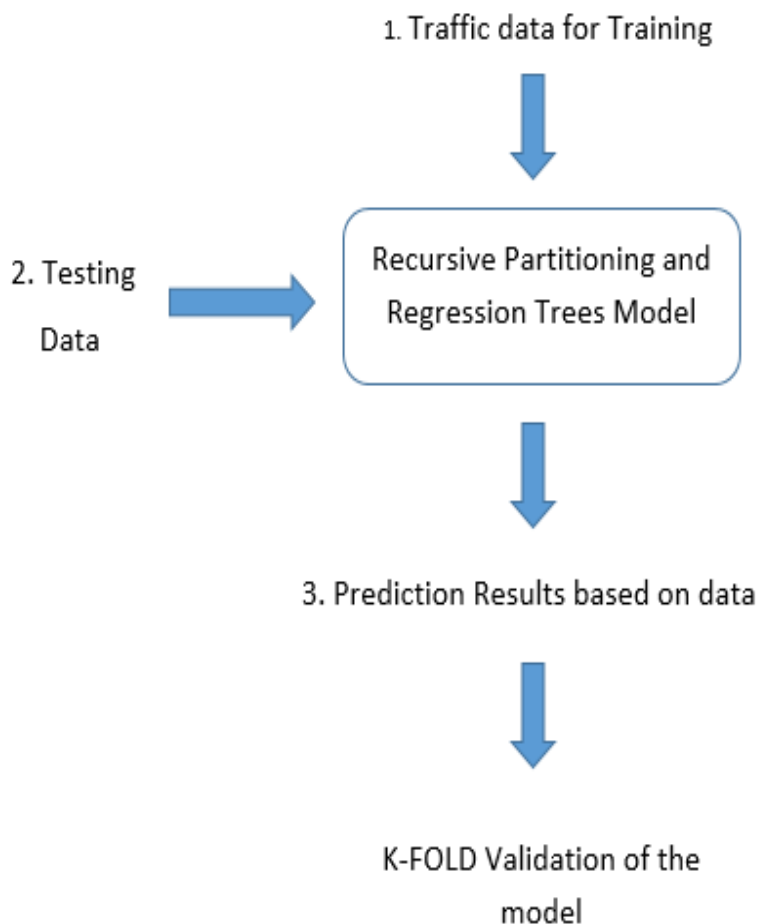 1. Traffic data for Training
Recursive Partitioning and
Regression Trees Model
2. Testing
Data
3. Prediction Results based on data
K-FOLD Validation of the
model